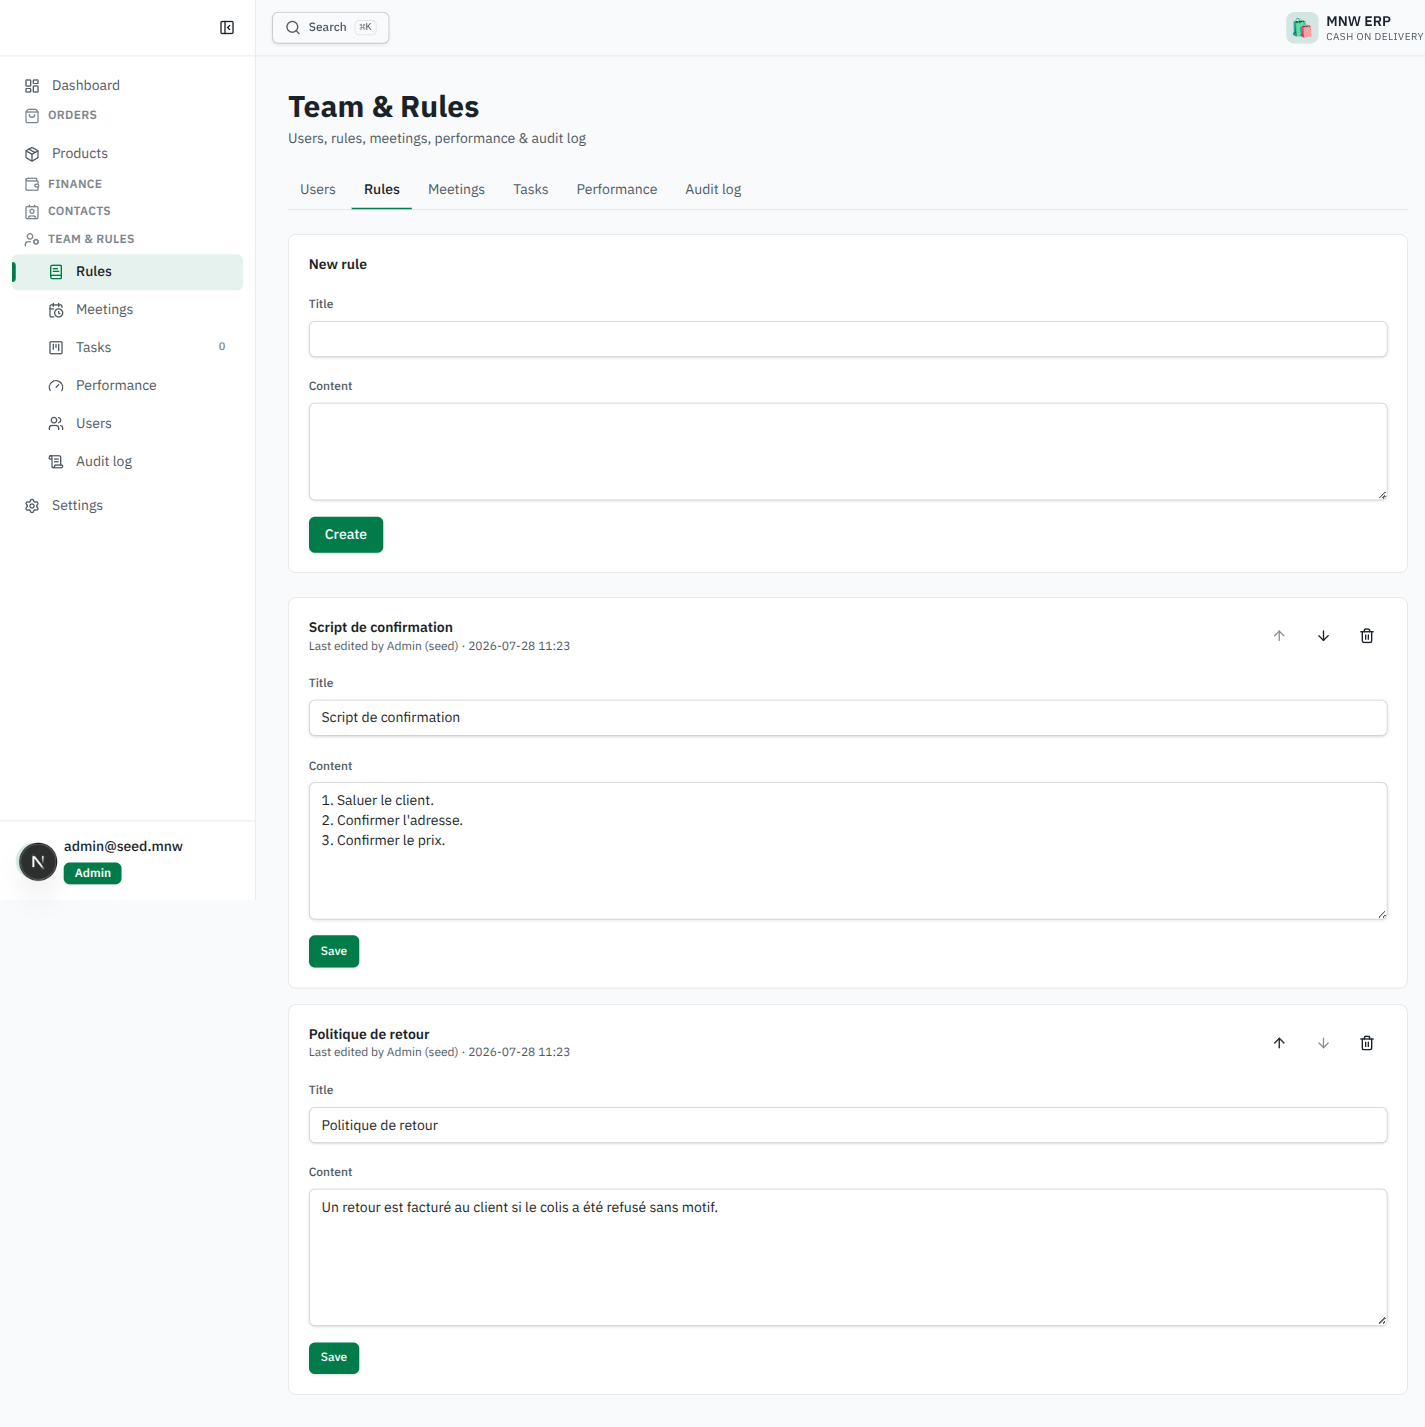 Search ⌘K
MNW ERP
CASH ON DELIVERY
Dashboard
ORDERS
Products
FINANCE
CONTACTS
TEAM & RULES
Rules
Meetings
Tasks 0
Performance
Users
Audit log
Settings
N
admin@seed.mnw
Admin
Team & Rules
Users, rules, meetings, performance & audit log
Users Rules Meetings Tasks Performance Audit log
New rule
Title
Content
Create
Script de confirmation
Last edited by Admin (seed) · 2026-07-28 11:23
Title
Script de confirmation
Content
1. Saluer le client.
2. Confirmer l'adresse.
3. Confirmer le prix.
Save
Politique de retour
Last edited by Admin (seed) · 2026-07-28 11:23
Title
Politique de retour
Content
Un retour est facturé au client si le colis a été refusé sans motif.
Save